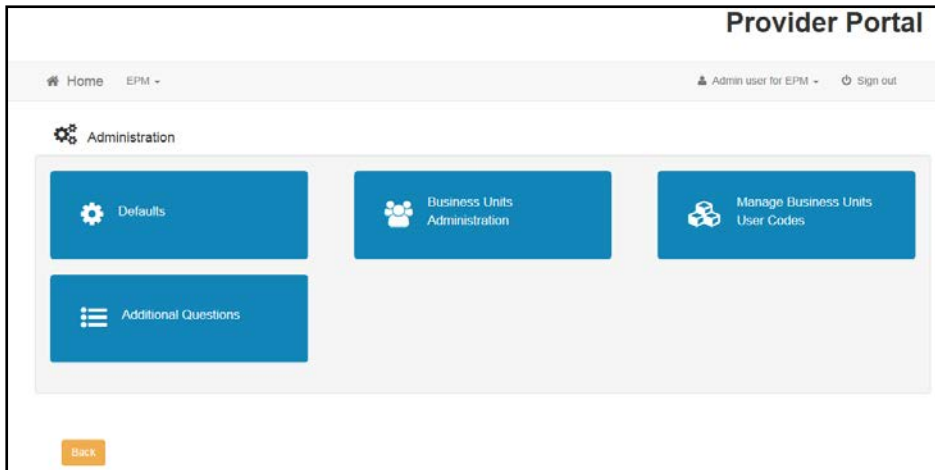 Provider Portal
Home EPM
Admin user for EPM Sign out
Administration
Defaults
Business Units
Administration
Manage Business Units
User Codes
Additional Questions
Back